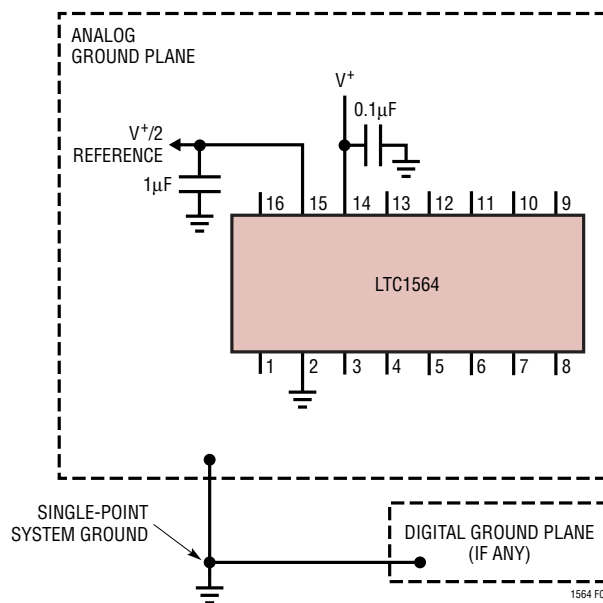 ANALOG
GROUND PLANE
V+
0.1µF
V+/2
REFERENCE
1µF
16 15 14 13 12 11 10 9
LTC1564
1 2 3 4 5 6 7 8
SINGLE-POINT
SYSTEM GROUND
DIGITAL GROUND PLANE
(IF ANY)